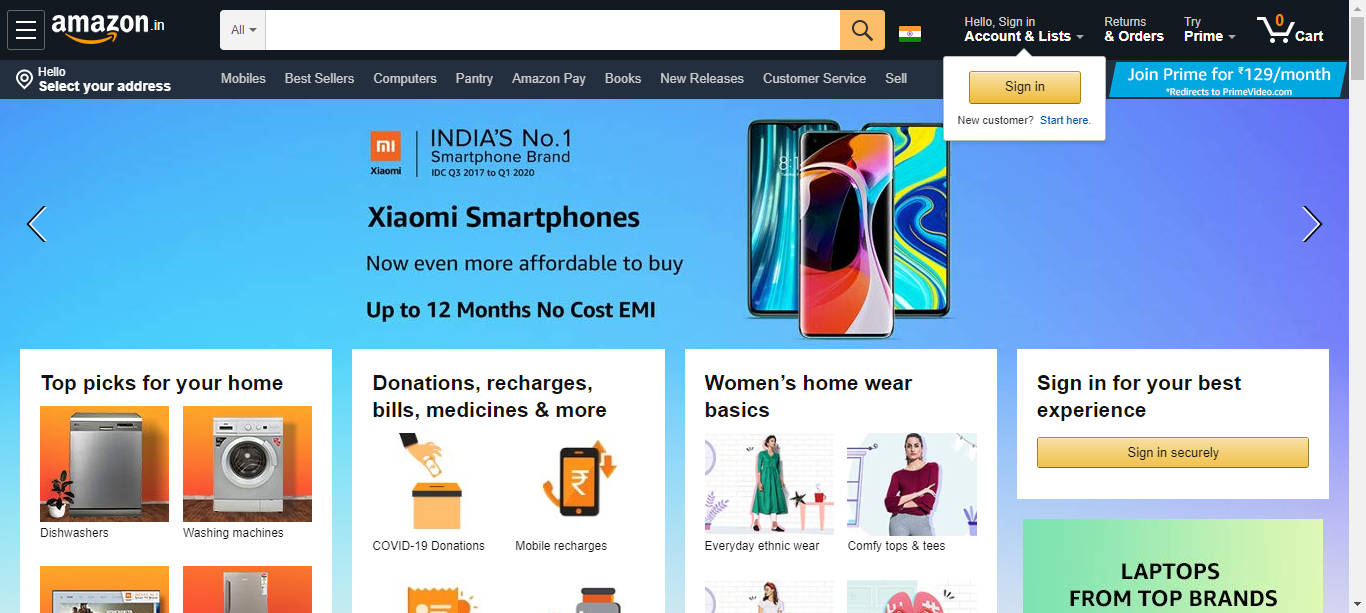 amazon.in
All
Hello, Sign in
Account & Lists
Returns
& Orders
Try
Prime
0
Cart
Hello
Select your address
Mobiles
Best Sellers
Computers
Pantry
Amazon Pay
Books
New Releases
Customer Service
Sell
Join Prime for ₹129/month
*Redirects to PrimeVideo.com
Sign in
New customer? Start here.
mi
Xiaomi
INDIA'S No.1
Smartphone Brand
IDC Q3 2017 to Q1 2020
Xiaomi Smartphones
Now even more affordable to buy
Up to 12 Months No Cost EMI
Top picks for your home
Dishwashers
Washing machines
Donations, recharges,
bills, medicines & more
COVID-19 Donations
Mobile recharges
₹
Women’s home wear
basics
Everyday ethnic wear
Comfy tops & tees
Sign in for your best
experience
Sign in securely
LAPTOPS
FROM TOP BRANDS